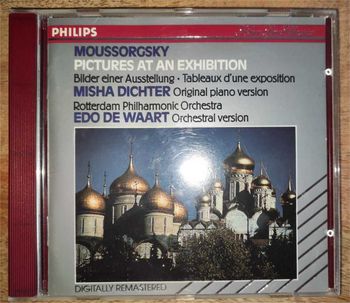 PHILIPS
MOUSSORGSKY
PICTURES AT AN EXHIBITION
Bilder einer Ausstellung · Tableaux d'une exposition
MISHA DICHTER Original piano version
Rotterdam Philharmonic Orchestra
EDO DE WAART Orchestral version
DIGITALLY REMASTERED